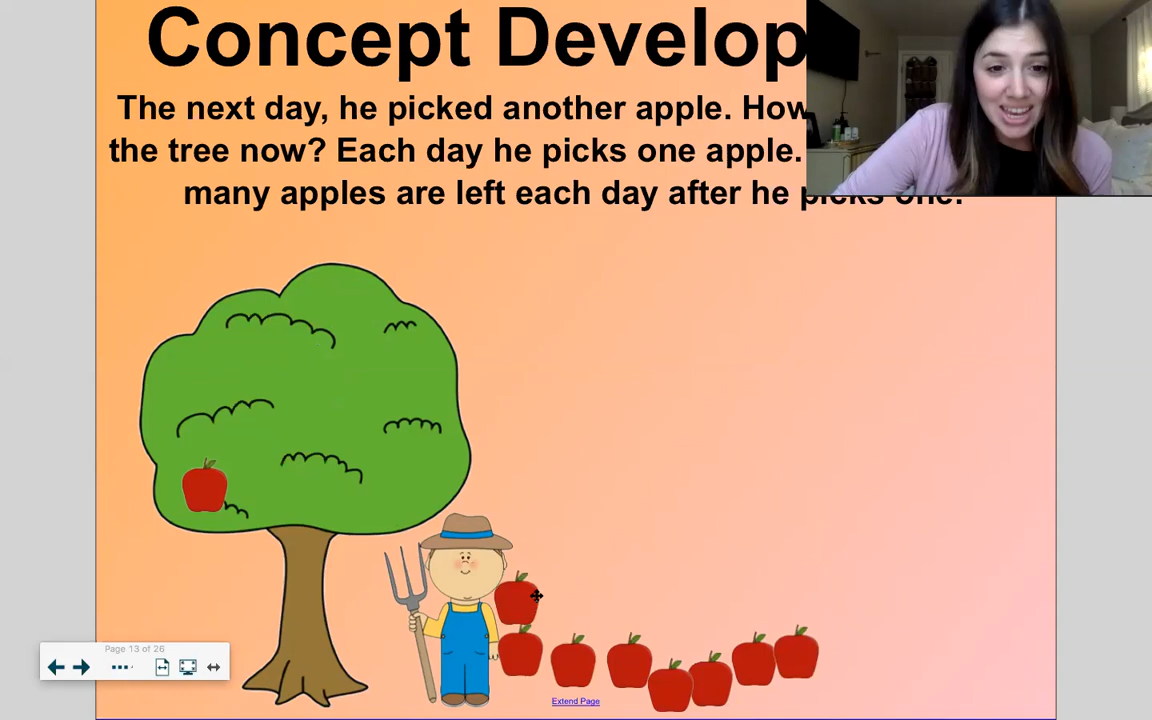 Concept Develop
The next day, he picked another apple. How
the tree now? Each day he picks one apple.
many apples are left each day after he picks one.
Page 13 of 26
Extend Page